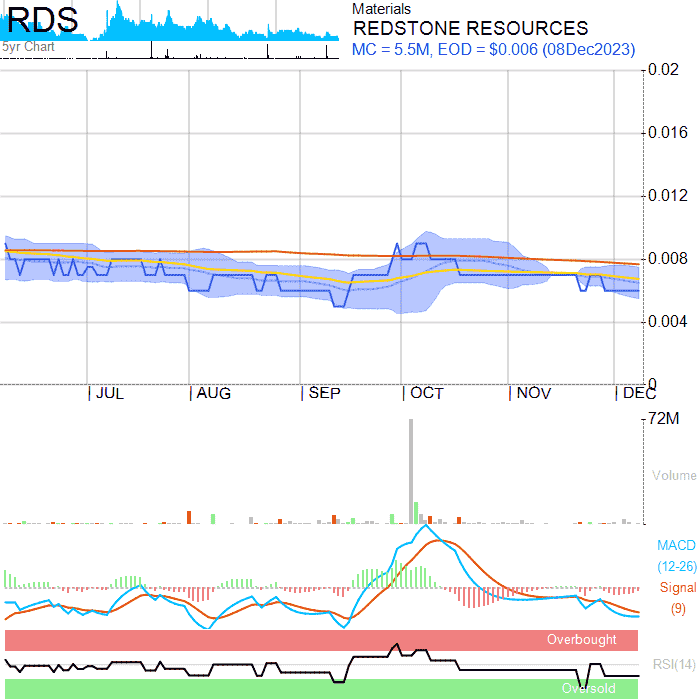 RDS
5yr Chart
Materials
REDSTONE RESOURCES
MC = 5.5M, EOD = $0.006 (08Dec2023)
0.02
0.016
0.012
0.008
0.004
0
JUL AUG SEP OCT NOV DEC
72M
Volume
MACD
(12-26)
Signal
(9)
Overbought
RSI(14)
Oversold